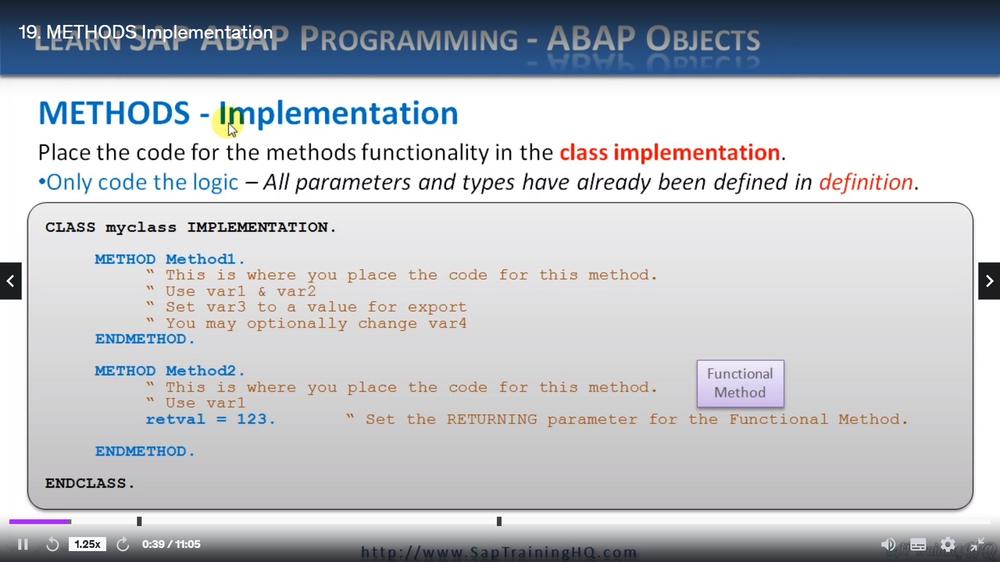 19. METHODS Implementation
LEARN SAP ABAP PROGRAMMING - ABAP OBJECTS
METHODS - Implementation
Place the code for the methods functionality in the class implementation.
•Only code the logic – All parameters and types have already been defined in definition.
CLASS myclass IMPLEMENTATION.
METHOD Method1.
" This is where you place the code for this method.
" Use var1 & var2
" Set var3 to a value for export
" You may optionally change var4
ENDMETHOD.
METHOD Method2.
" This is where you place the code for this method.
" Use var1
retval = 123. " Set the RETURNING parameter for the Functional Method.
Functional
Method
ENDMETHOD.
ENDCLASS.
1.25x
0:39 / 11:05
http://www.SapTrainingHQ.com